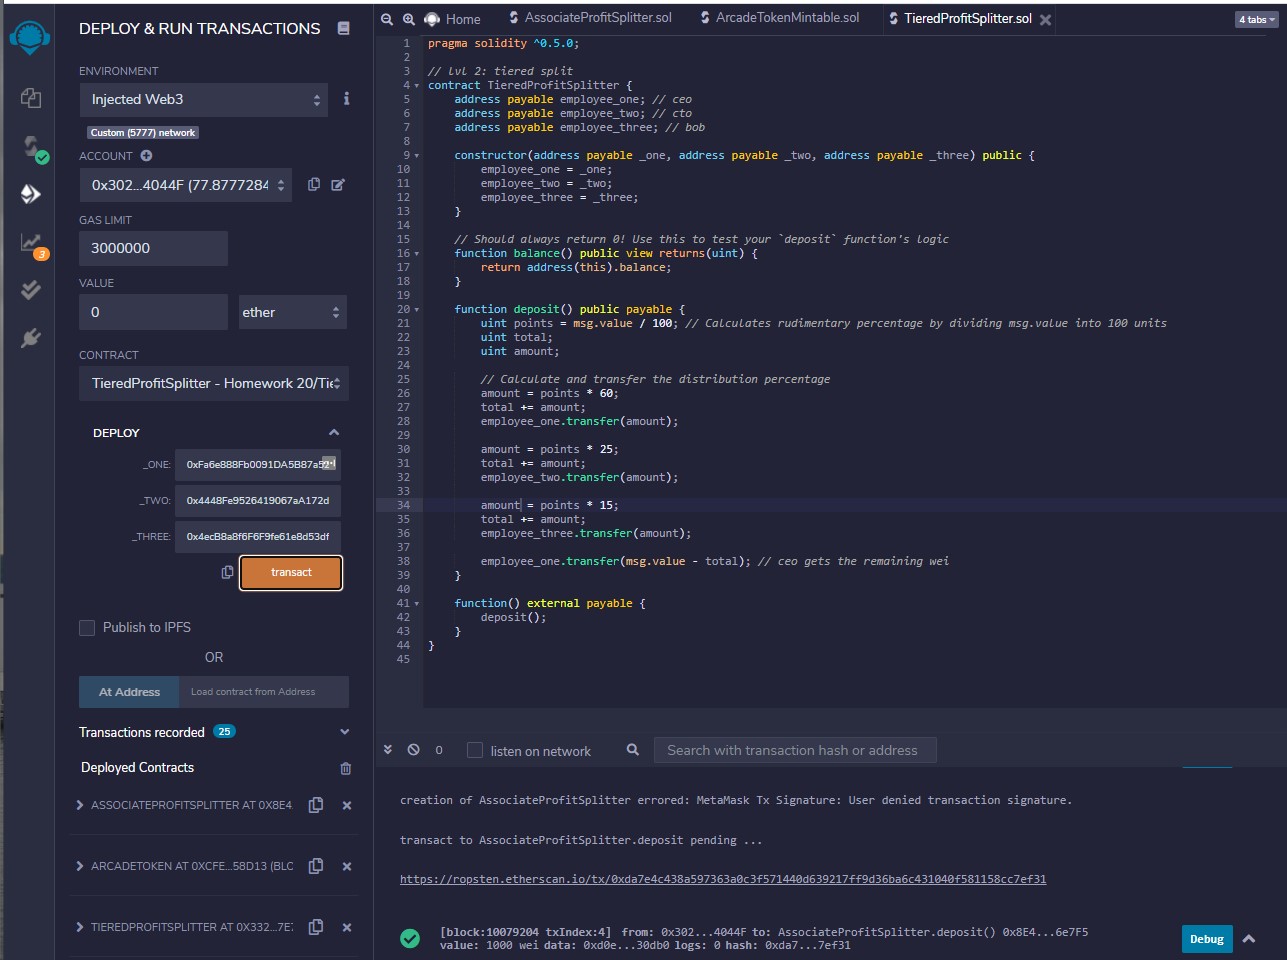 DEPLOY & RUN TRANSACTIONS
ENVIRONMENT
Injected Web3
i
Custom (5777) network
ACCOUNT
0x302...4044F (77.8777284
GAS LIMIT
3000000
VALUE
0
ether
CONTRACT
TieredProfitSplitter - Homework 20/Tie
DEPLOY
_ONE:
0xFa6e888Fb0091DA5B87a52
_TWO:
0x4448Fe9526419067aA172d
_THREE:
0x4ecB8a8f6F6F9fe61e8d53df
transact
Publish to IPFS
OR
At Address
Load contract from Address
Transactions recorded
25
Deployed Contracts
ASSOCIATEPROFITSPLITTER AT 0X8E4
ARCADETOKEN AT 0XCFE...58D13 (BLO
TIEREDPROFITSPLITTER AT 0X332...7E7
3
Home
AssociateProfitSplitter.sol
ArcadeTokenMintable.sol
TieredProfitSplitter.sol
4 tabs
1 pragma solidity ^0.5.0;
2
3 // lvl 2: tiered split
4 contract TieredProfitSplitter {
5 address payable employee_one; // ceo
6 address payable employee_two; // cto
7 address payable employee_three; // bob
8
9 constructor(address payable _one, address payable _two, address payable _three) public {
10 employee_one = _one;
11 employee_two = _two;
12 employee_three = _three;
13 }
14
15 // Should always return 0! Use this to test your `deposit` function's logic
16 function balance() public view returns(uint) {
17 return address(this).balance;
18 }
19
20 function deposit() public payable {
21 uint points = msg.value / 100; // Calculates rudimentary percentage by dividing msg.value into 100 units
22 uint total;
23 uint amount;
24
25 // Calculate and transfer the distribution percentage
26 amount = points * 60;
27 total += amount;
28 employee_one.transfer(amount);
29
30 amount = points * 25;
31 total += amount;
32 employee_two.transfer(amount);
33
34 amount = points * 15;
35 total += amount;
36 employee_three.transfer(amount);
37
38 employee_one.transfer(msg.value - total); // ceo gets the remaining wei
39 }
40
41 function() external payable {
42 deposit();
43 }
44 }
45
0
listen on network
Search with transaction hash or address
creation of AssociateProfitSplitter errored: MetaMask Tx Signature: User denied transaction signature.
transact to AssociateProfitSplitter.deposit pending ...
https://ropsten.etherscan.io/tx/0xda7e4c438a597363a0c3f571440d639217ff9d36ba6c431040f581158cc7ef31
[block:10079204 txIndex:4] from: 0x302...4044F to: AssociateProfitSplitter.deposit() 0x8E4...6e7F5
value: 1000 wei data: 0xd0e...30db0 logs: 0 hash: 0xda7...7ef31
Debug